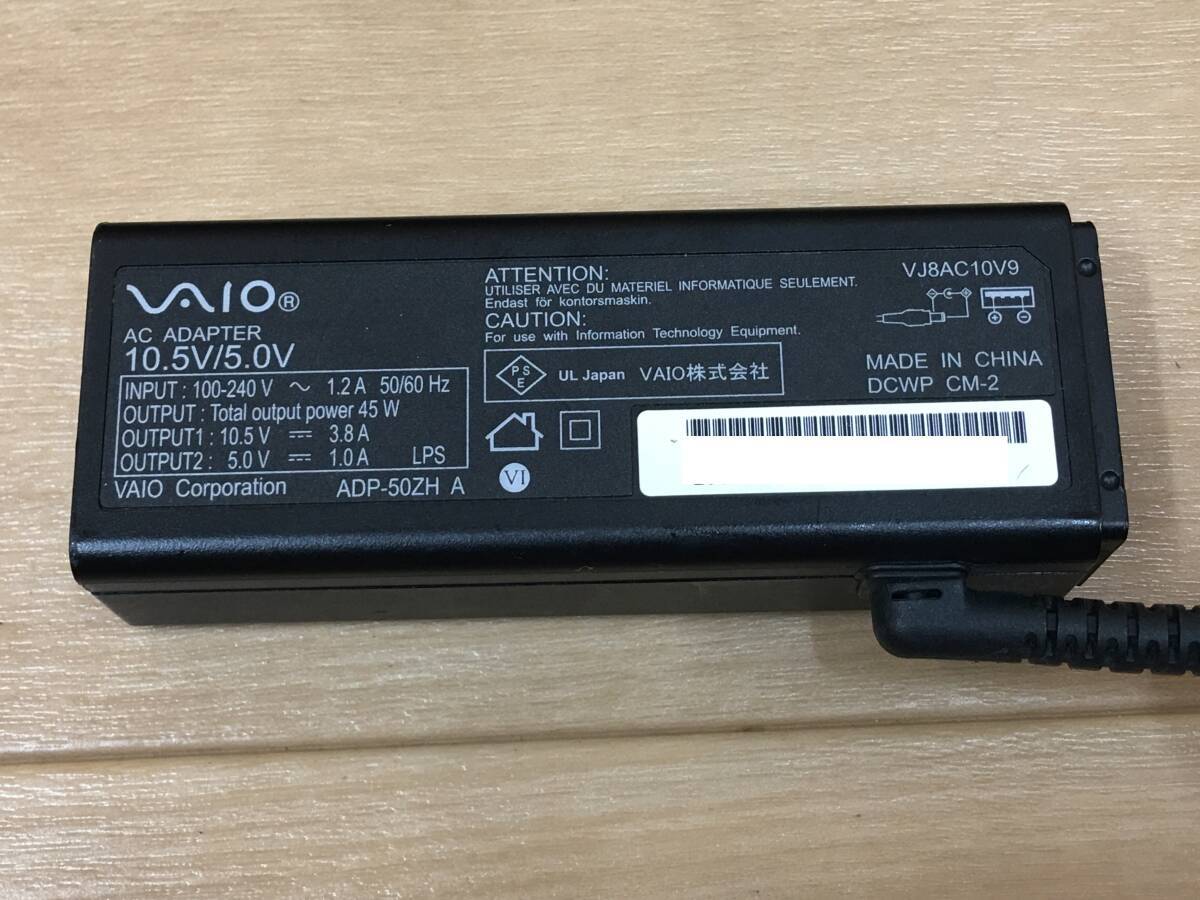 VAIO®
AC ADAPTER
10.5V/5.0V
INPUT : 100-240 V ～ 1.2 A 50/60 Hz
OUTPUT : Total output power 45 W
OUTPUT1 : 10.5 V ⎓ 3.8 A
OUTPUT2 : 5.0 V ⎓ 1.0 A LPS
VAIO Corporation ADP-50ZH A
ATTENTION:
UTILISER AVEC DU MATERIEL INFORMATIQUE SEULEMENT.
Endast för kontorsmaskin.
CAUTION:
For use with Information Technology Equipment.
PSE UL Japan VAIO株式会社
VI
VJ8AC10V9
MADE IN CHINA
DCWP CM-2